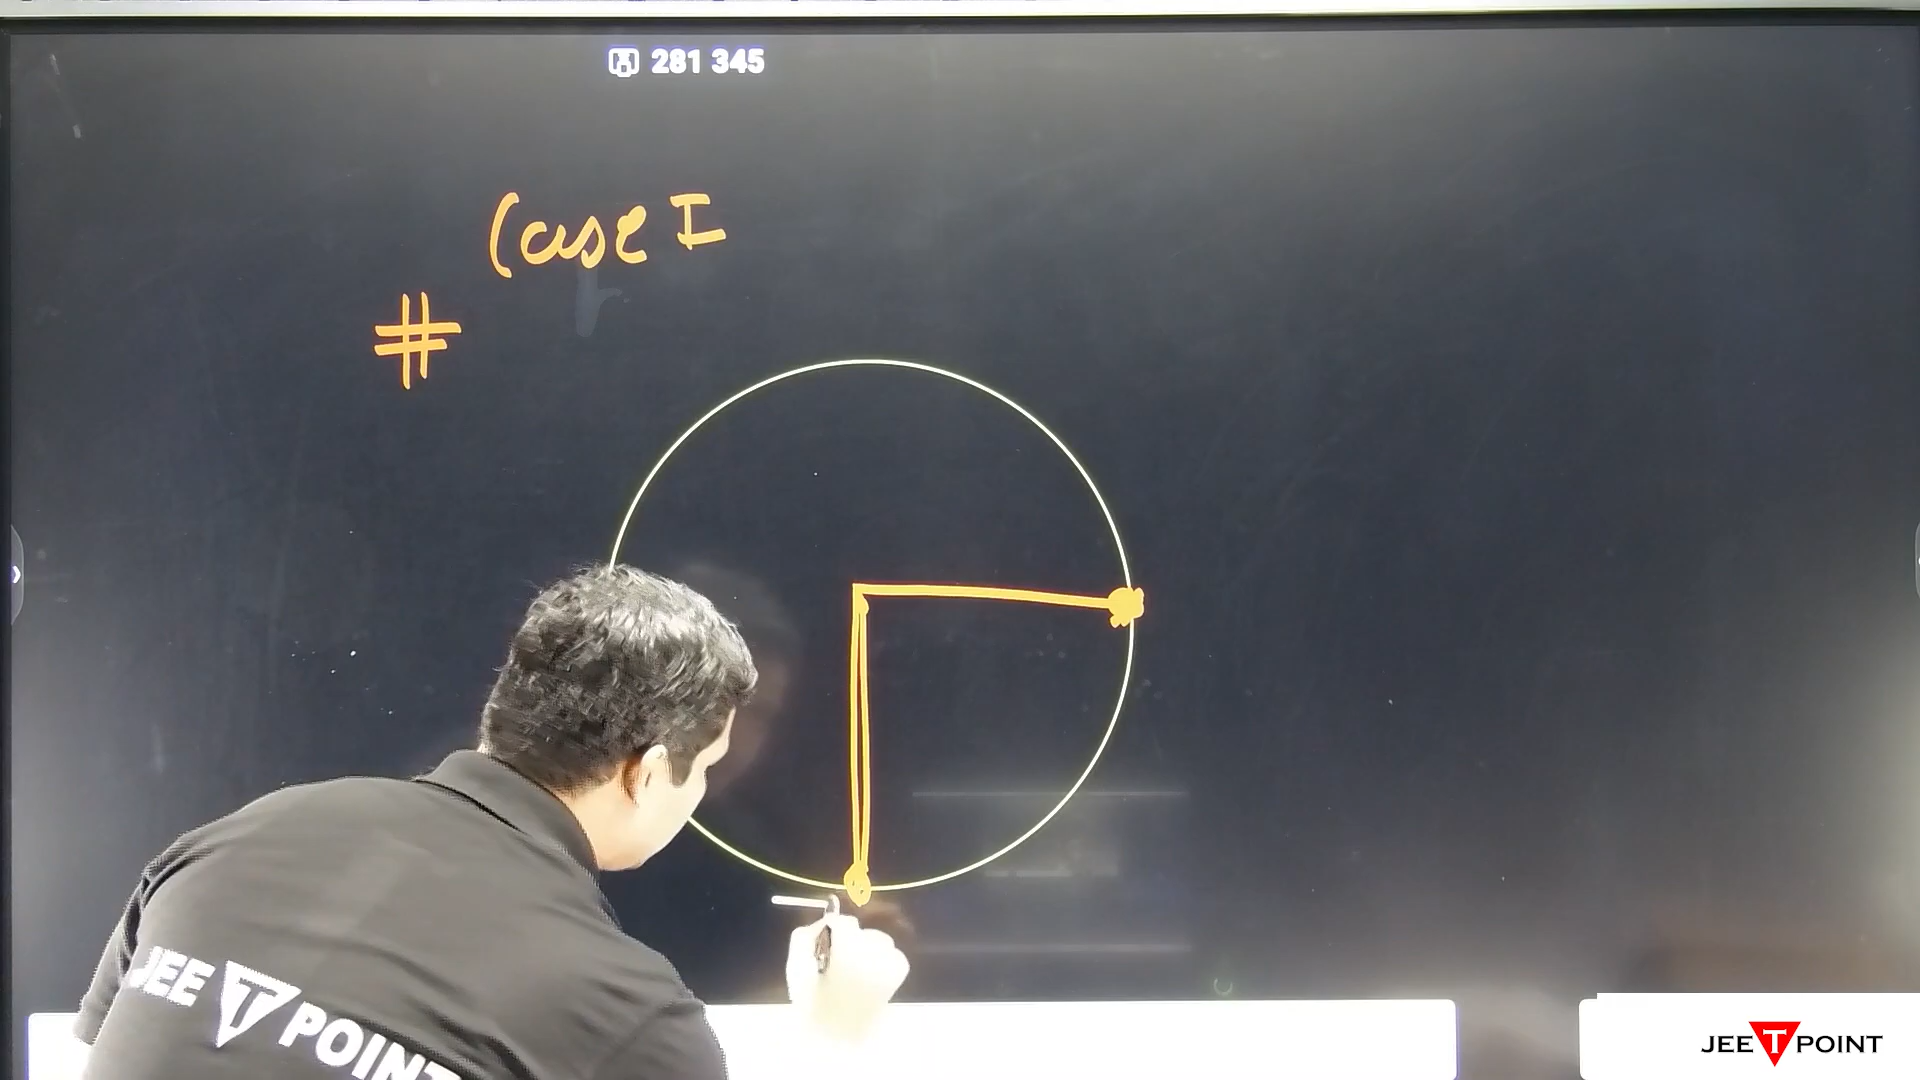 281 345
Case I
#
JEE T POINT
JEE T POINT